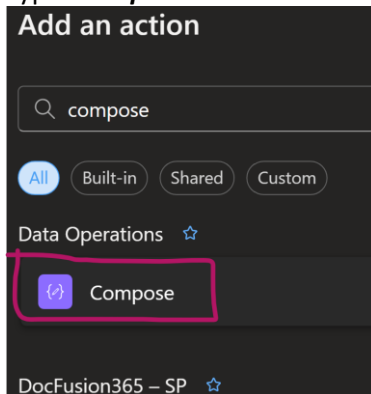 Add an action
compose
All Built-in Shared Custom
Data Operations
Compose
DocFusion365 – SP